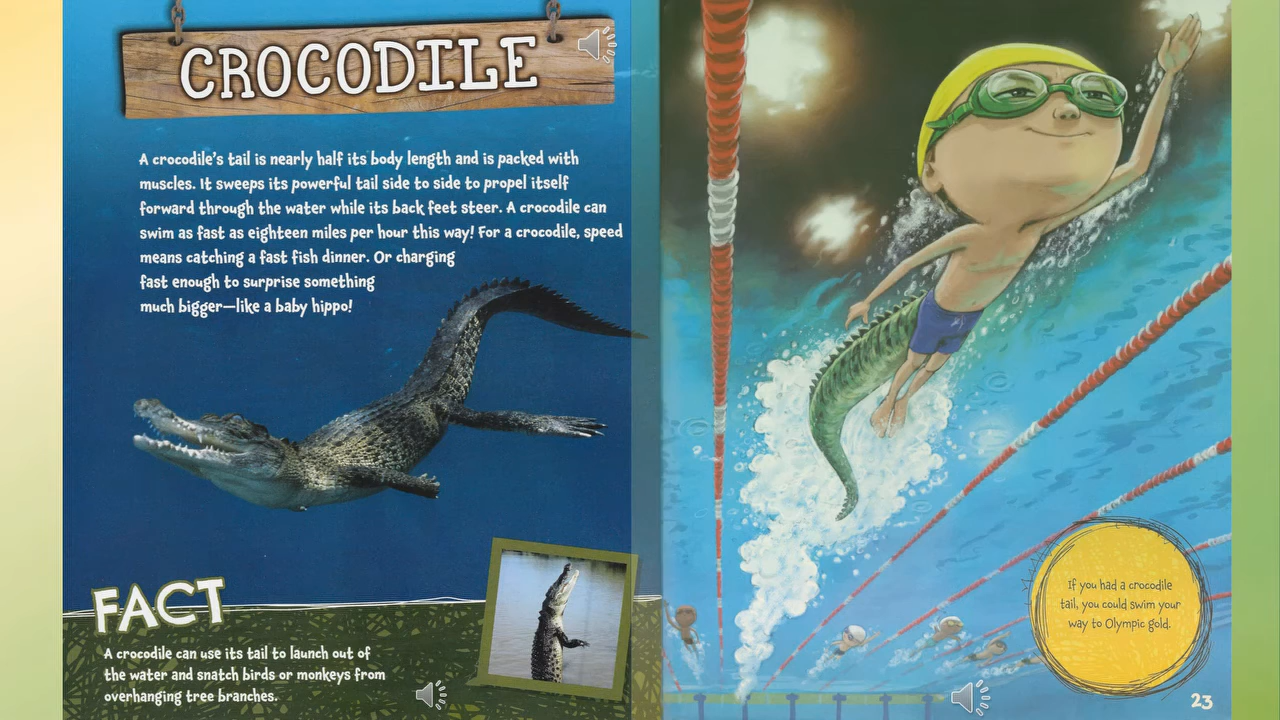 CROCODILE
A crocodile's tail is nearly half its body length and is packed with
muscles. It sweeps its powerful tail side to side to propel itself
forward through the water while its back feet steer. A crocodile can
swim as fast as eighteen miles per hour this way! For a crocodile, speed
means catching a fast fish dinner. Or charging
fast enough to surprise something
much bigger—like a baby hippo!
FACT
A crocodile can use its tail to launch out of
the water and snatch birds or monkeys from
overhanging tree branches.
If you had a crocodile
tail, you could swim your
way to Olympic gold.
23